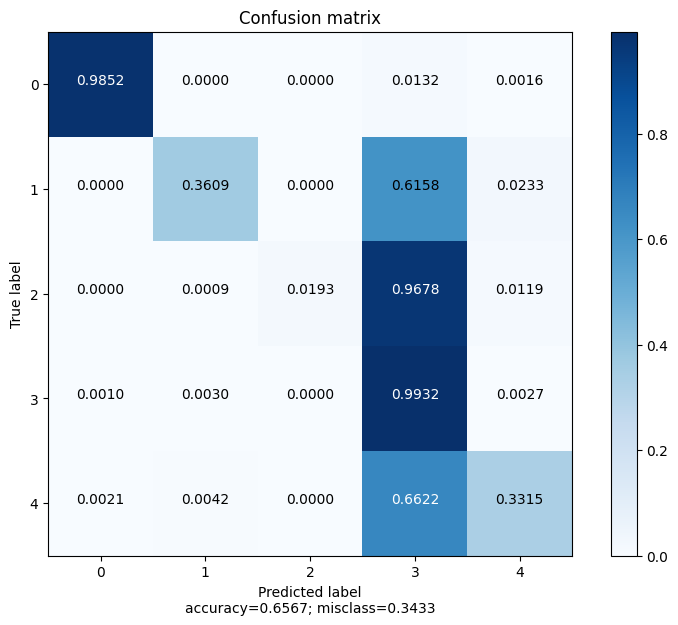 Confusion matrix
0 0.9852 0.0000 0.0000 0.0132 0.0016
1 0.0000 0.3609 0.0000 0.6158 0.0233
2 0.0000 0.0009 0.0193 0.9678 0.0119
3 0.0010 0.0030 0.0000 0.9932 0.0027
4 0.0021 0.0042 0.0000 0.6622 0.3315
True label
0 1 2 3 4
Predicted label
accuracy=0.6567; misclass=0.3433
0.8
0.6
0.4
0.2
0.0